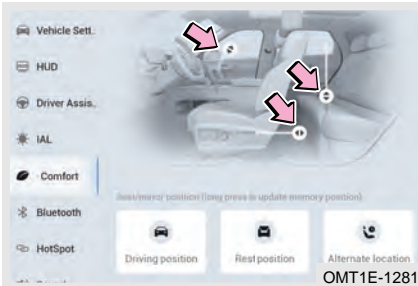 Vehicle Sett.
HUD
Driver Assis..
IAL
Comfort
Bluetooth
HotSpot
Seat/mirror position (long press to update memory position)
Driving position
Rest position
Alternate location
OMT1E-1281